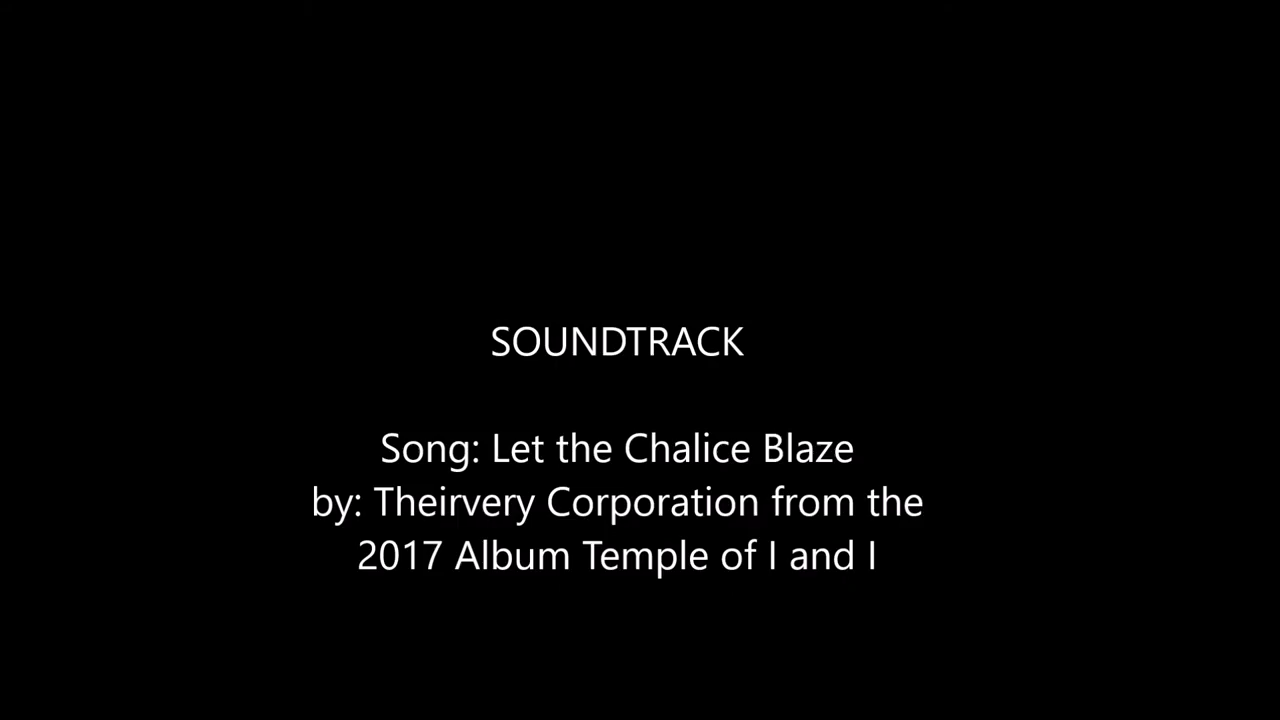 SOUNDTRACK
Song: Let the Chalice Blaze
by: Theirvery Corporation from the
2017 Album Temple of I and I